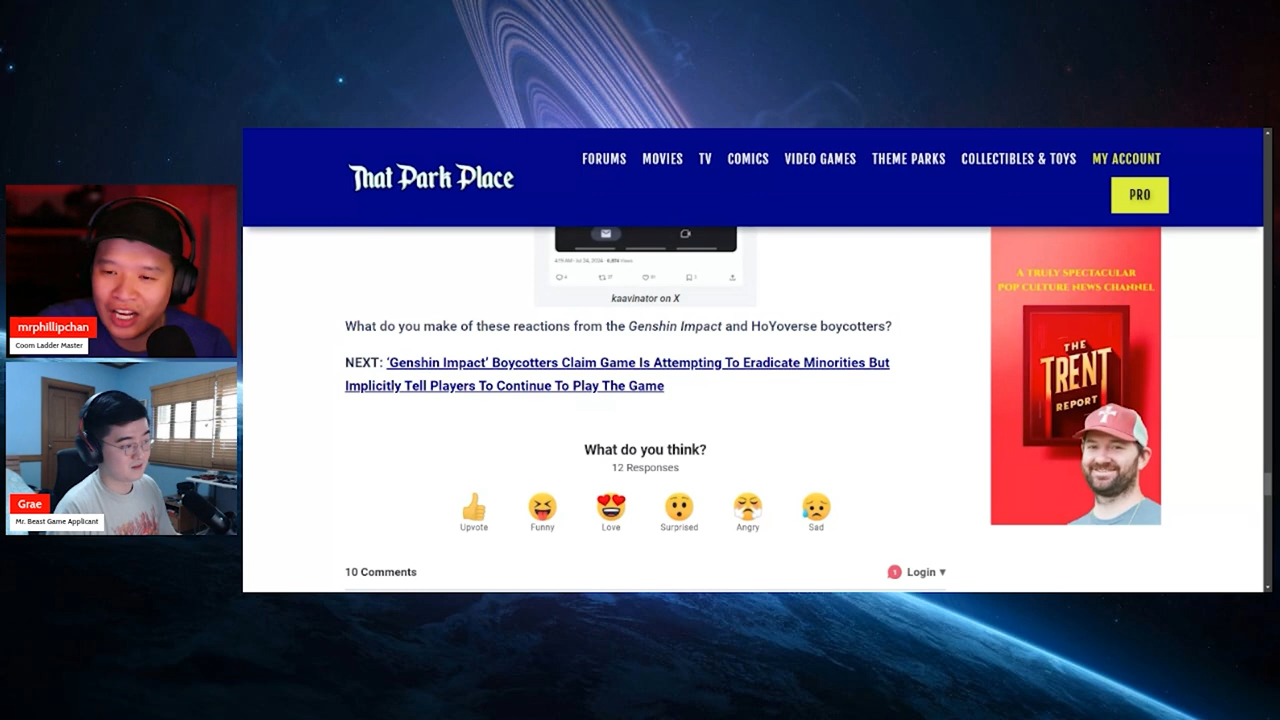 That Park Place
FORUMS MOVIES TV COMICS VIDEO GAMES THEME PARKS COLLECTIBLES & TOYS MY ACCOUNT
PRO
kaavinator on X
What do you make of these reactions from the Genshin Impact and HoYoverse boycotters?
NEXT: ‘Genshin Impact’ Boycotters Claim Game Is Attempting To Eradicate Minorities But
Implicitly Tell Players To Continue To Play The Game
What do you think?
12 Responses
Upvote Funny Love Surprised Angry Sad
10 Comments
1 Login ▾
A TRULY SPECTACULAR
POP CULTURE NEWS CHANNEL
THE
TRENT
REPORT
mrphillipchan
Coom Ladder Master
Grae
Mr. Beast Game Applicant